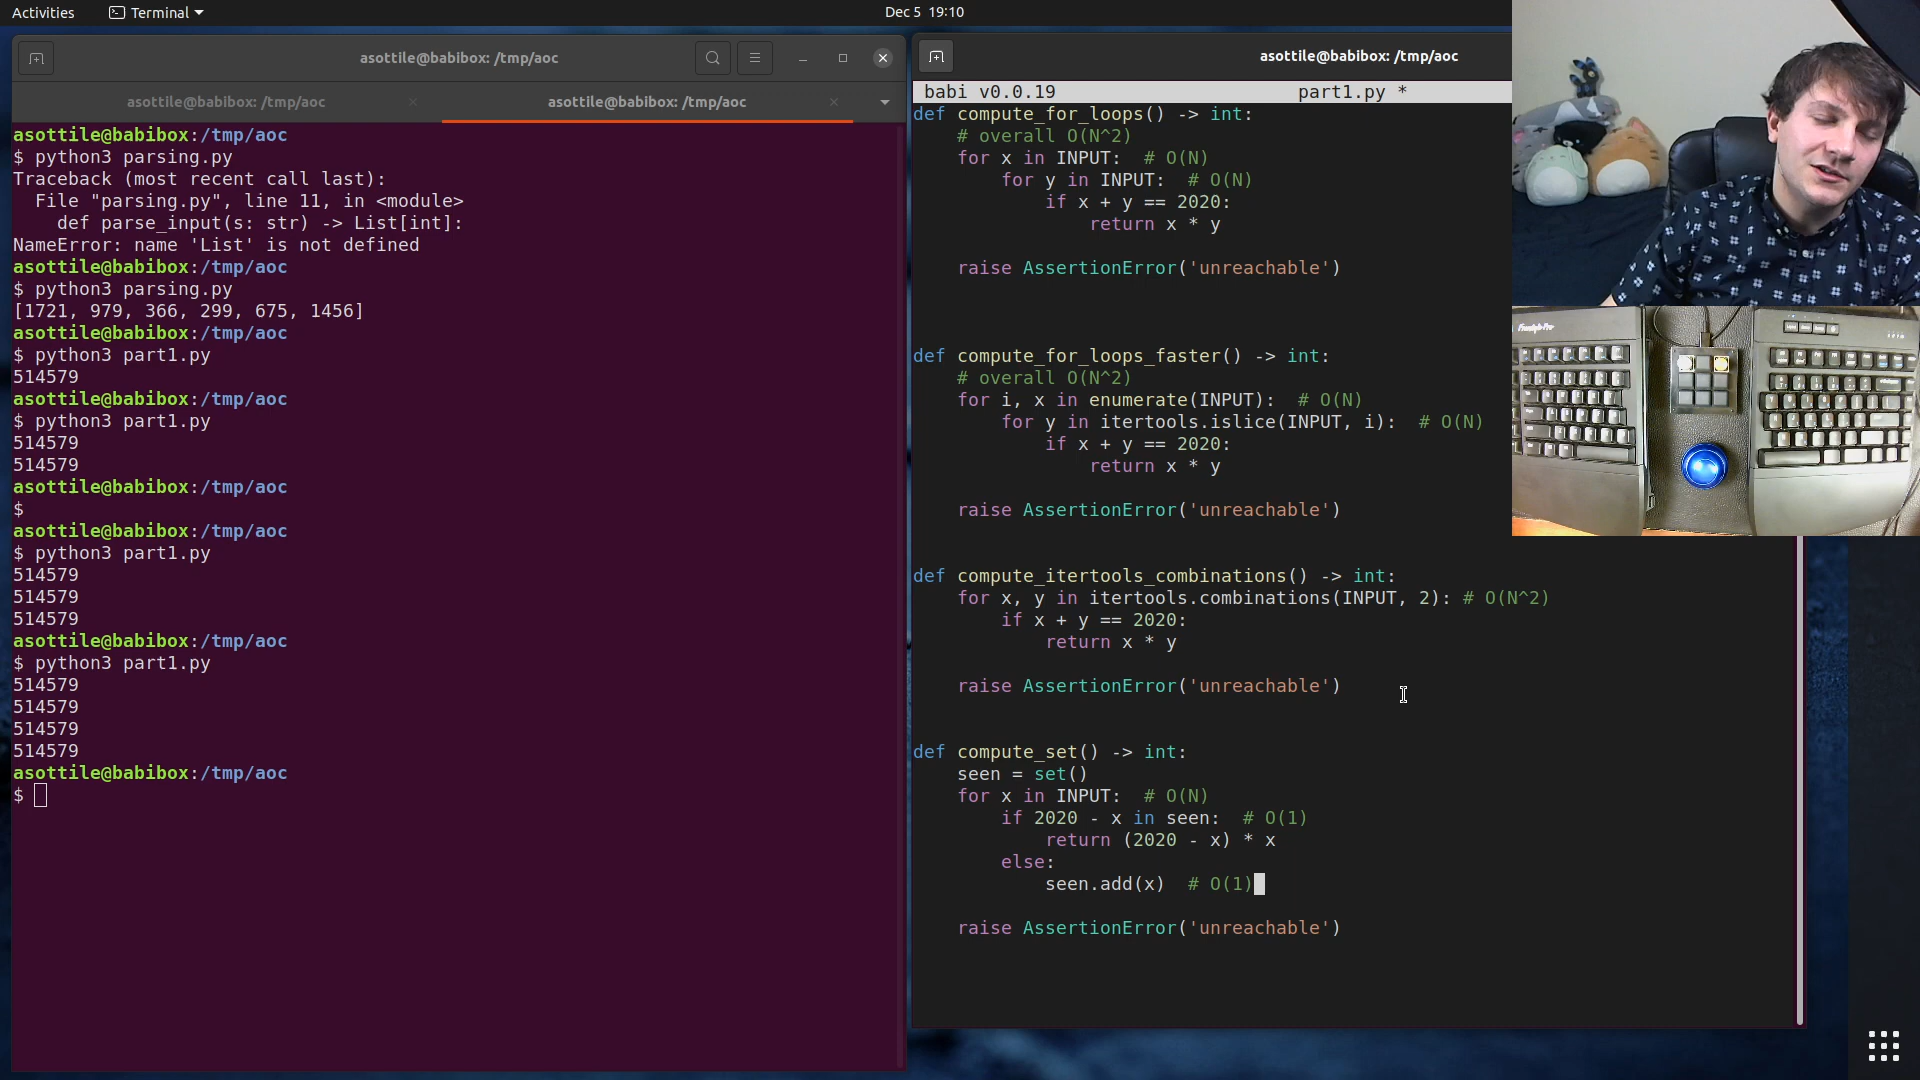 Activities
Terminal
Dec 5 19:10
asottile@babibox: /tmp/aoc
asottile@babibox: /tmp/aoc
asottile@babibox: /tmp/aoc
asottile@babibox:/tmp/aoc
$ python3 parsing.py
Traceback (most recent call last):
  File "parsing.py", line 11, in <module>
    def parse_input(s: str) -> List[int]:
NameError: name 'List' is not defined
asottile@babibox:/tmp/aoc
$ python3 parsing.py
[1721, 979, 366, 299, 675, 1456]
asottile@babibox:/tmp/aoc
$ python3 part1.py
514579
asottile@babibox:/tmp/aoc
$ python3 part1.py
514579
514579
asottile@babibox:/tmp/aoc
$
asottile@babibox:/tmp/aoc
$ python3 part1.py
514579
514579
514579
asottile@babibox:/tmp/aoc
$ python3 part1.py
514579
514579
514579
514579
asottile@babibox:/tmp/aoc
$
asottile@babibox: /tmp/aoc
babi v0.0.19 part1.py *
def compute_for_loops() -> int:
    # overall O(N^2)
    for x in INPUT:  # O(N)
        for y in INPUT:  # O(N)
            if x + y == 2020:
                return x * y
    raise AssertionError('unreachable')
def compute_for_loops_faster() -> int:
    # overall O(N^2)
    for i, x in enumerate(INPUT):  # O(N)
        for y in itertools.islice(INPUT, i):  # O(N)
            if x + y == 2020:
                return x * y
    raise AssertionError('unreachable')
def compute_itertools_combinations() -> int:
    for x, y in itertools.combinations(INPUT, 2): # O(N^2)
        if x + y == 2020:
            return x * y
    raise AssertionError('unreachable')
def compute_set() -> int:
    seen = set()
    for x in INPUT:  # O(N)
        if 2020 - x in seen:  # O(1)
            return (2020 - x) * x
        else:
            seen.add(x)  # O(1)
    raise AssertionError('unreachable')